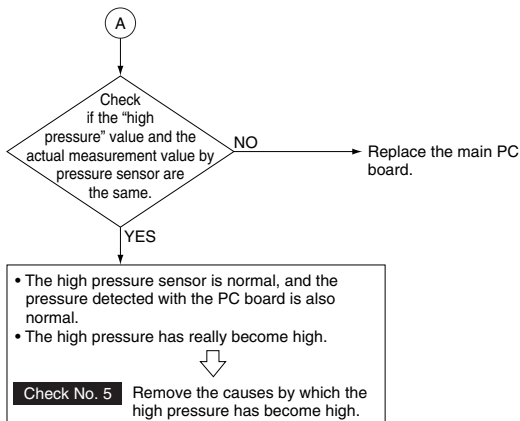 A
Check
if the “high
pressure” value and the
actual measurement value by
pressure sensor are
the same.
NO
Replace the main PC
board.
YES
• The high pressure sensor is normal, and the
pressure detected with the PC board is also
normal.
• The high pressure has really become high.
Check No. 5 Remove the causes by which the
high pressure has become high.